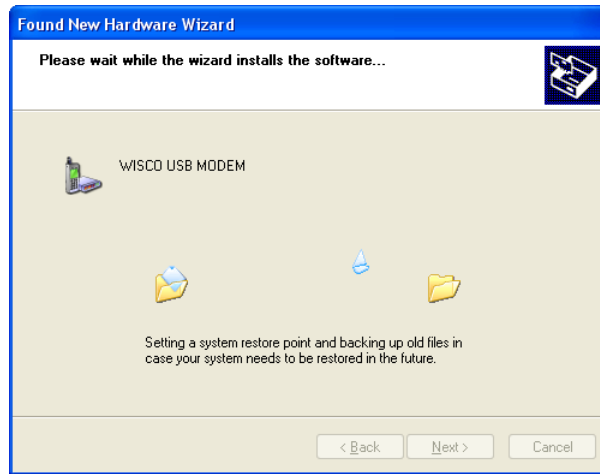 Found New Hardware Wizard
Please wait while the wizard installs the software...
WISCO USB MODEM
Setting a system restore point and backing up old files in
case your system needs to be restored in the future.
< Back
Next >
Cancel